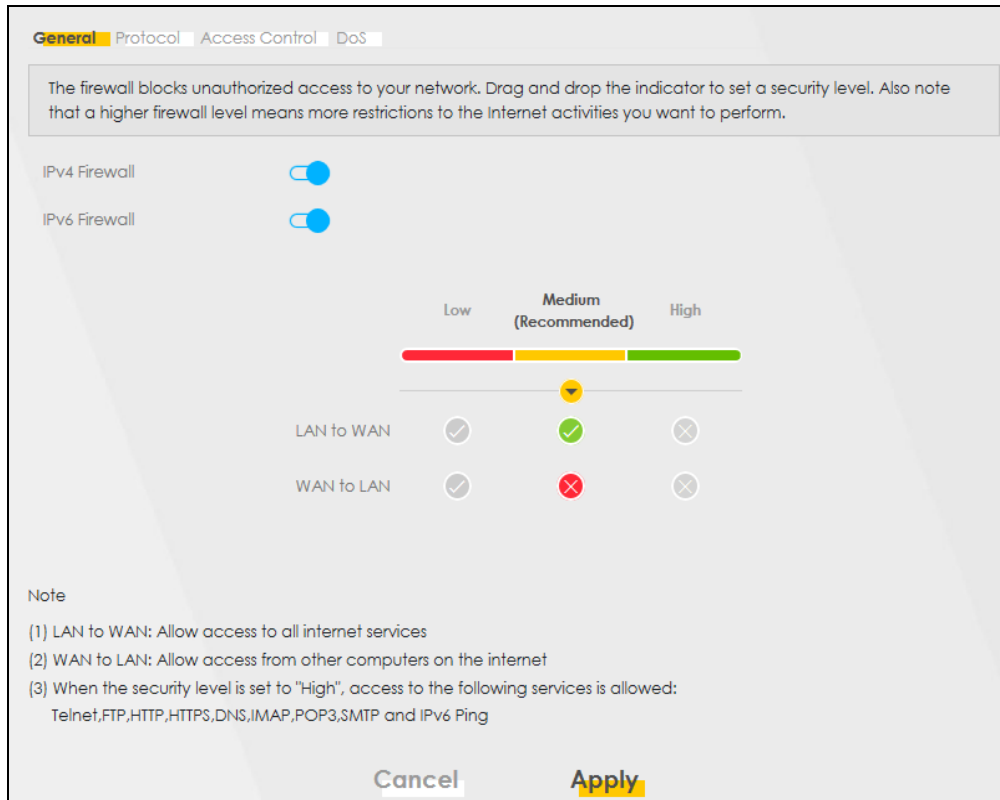 General Protocol Access Control DoS
The firewall blocks unauthorized access to your network. Drag and drop the indicator to set a security level. Also note
that a higher firewall level means more restrictions to the Internet activities you want to perform.
IPv4 Firewall
IPv6 Firewall
Low Medium (Recommended) High
LAN to WAN
WAN to LAN
Note
(1) LAN to WAN: Allow access to all internet services
(2) WAN to LAN: Allow access from other computers on the internet
(3) When the security level is set to "High", access to the following services is allowed:
Telnet,FTP,HTTP,HTTPS,DNS,IMAP,POP3,SMTP and IPv6 Ping
Cancel Apply